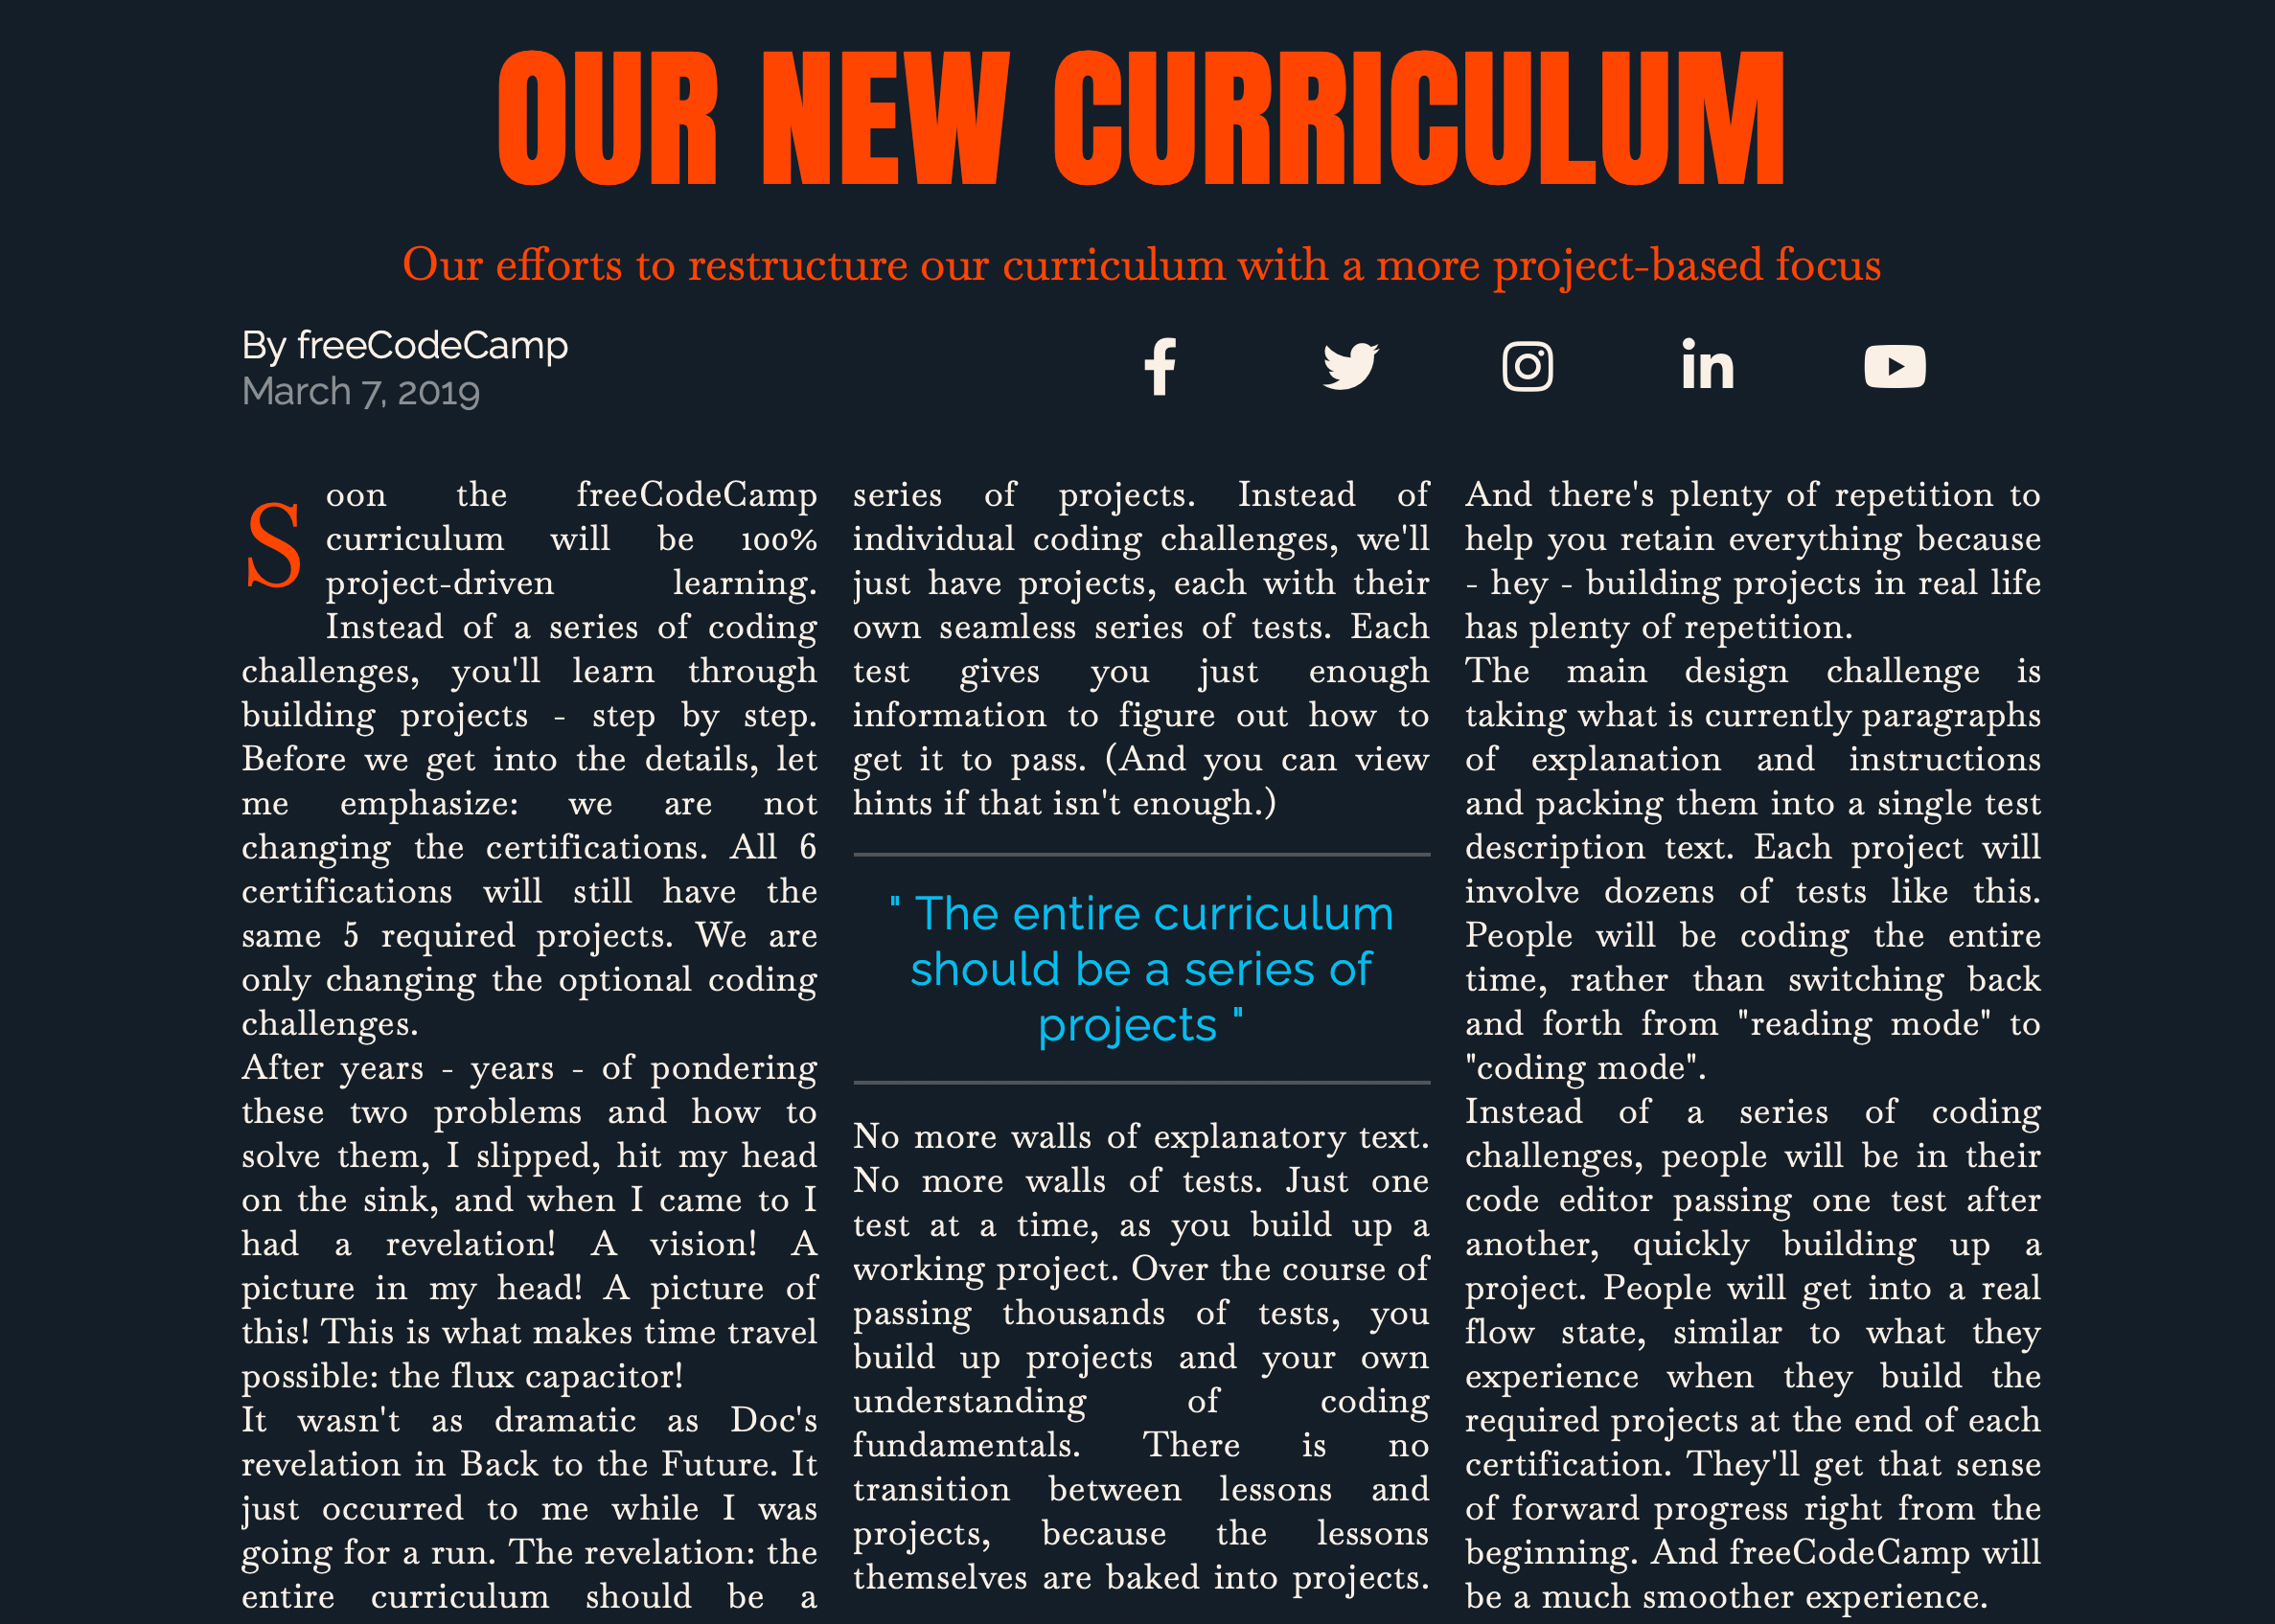 OUR NEW CURRICULUM
Our efforts to restructure our curriculum with a more project-based focus
By freeCodeCamp
March 7, 2019
Soon the freeCodeCamp
curriculum will be 100%
project-driven learning.
Instead of a series of coding
challenges, you'll learn through
building projects - step by step.
Before we get into the details, let
me emphasize: we are not
changing the certifications. All 6
certifications will still have the
same 5 required projects. We are
only changing the optional coding
challenges.
After years - years - of pondering
these two problems and how to
solve them, I slipped, hit my head
on the sink, and when I came to I
had a revelation! A vision! A
picture in my head! A picture of
this! This is what makes time travel
possible: the flux capacitor!
It wasn't as dramatic as Doc's
revelation in Back to the Future. It
just occurred to me while I was
going for a run. The revelation: the
entire curriculum should be a
series of projects. Instead of
individual coding challenges, we'll
just have projects, each with their
own seamless series of tests. Each
test gives you just enough
information to figure out how to
get it to pass. (And you can view
hints if that isn't enough.)
" The entire curriculum
should be a series of
projects "
No more walls of explanatory text.
No more walls of tests. Just one
test at a time, as you build up a
working project. Over the course of
passing thousands of tests, you
build up projects and your own
understanding of coding
fundamentals. There is no
transition between lessons and
projects, because the lessons
themselves are baked into projects.
And there's plenty of repetition to
help you retain everything because
- hey - building projects in real life
has plenty of repetition.
The main design challenge is
taking what is currently paragraphs
of explanation and instructions
and packing them into a single test
description text. Each project will
involve dozens of tests like this.
People will be coding the entire
time, rather than switching back
and forth from "reading mode" to
"coding mode".
Instead of a series of coding
challenges, people will be in their
code editor passing one test after
another, quickly building up a
project. People will get into a real
flow state, similar to what they
experience when they build the
required projects at the end of each
certification. They'll get that sense
of forward progress right from the
beginning. And freeCodeCamp will
be a much smoother experience.